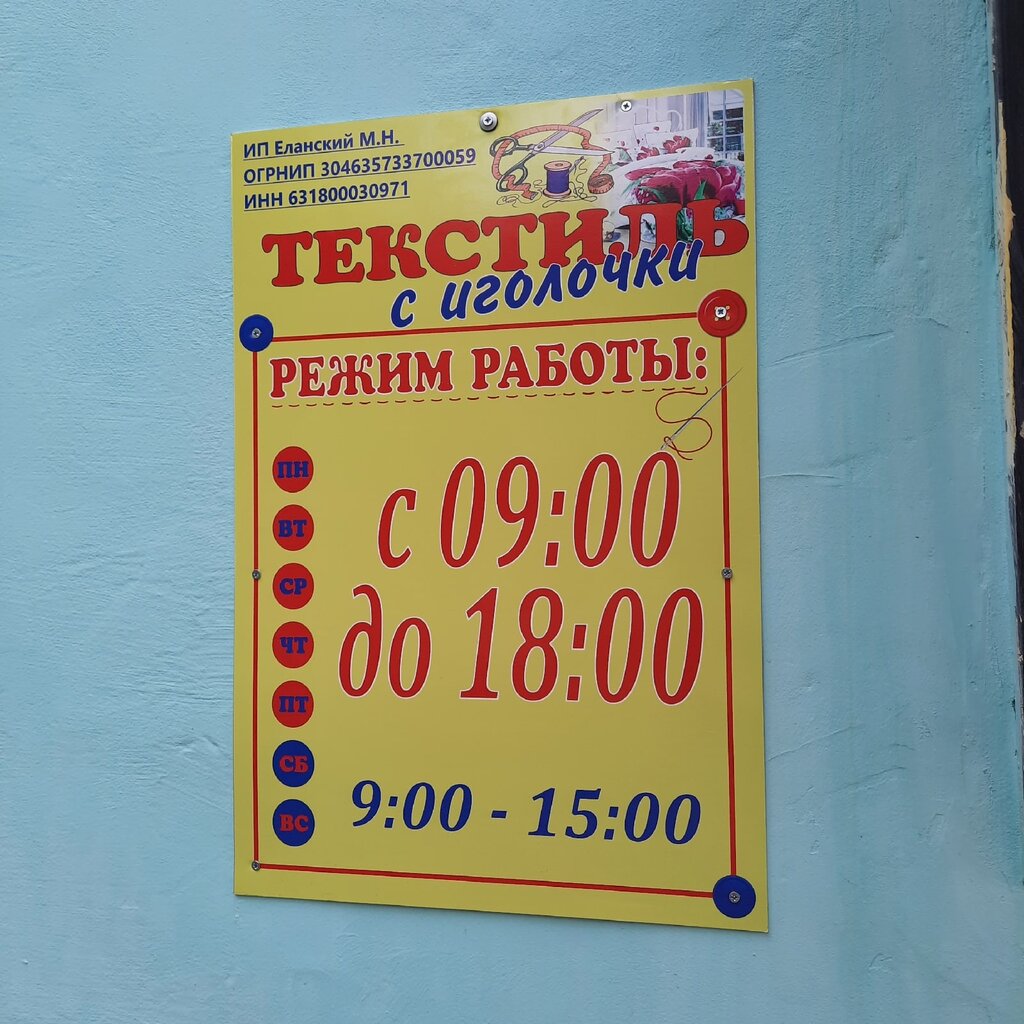 ИП Еланский М.Н.
ОГРНИП 304635733700059
ИНН 631800030971
ТЕКСТИЛЬ
с иголочки
РЕЖИМ РАБОТЫ:
ПН
ВТ
СР
ЧТ
ПТ
с 09:00
до 18:00
СБ
ВС
9:00 - 15:00